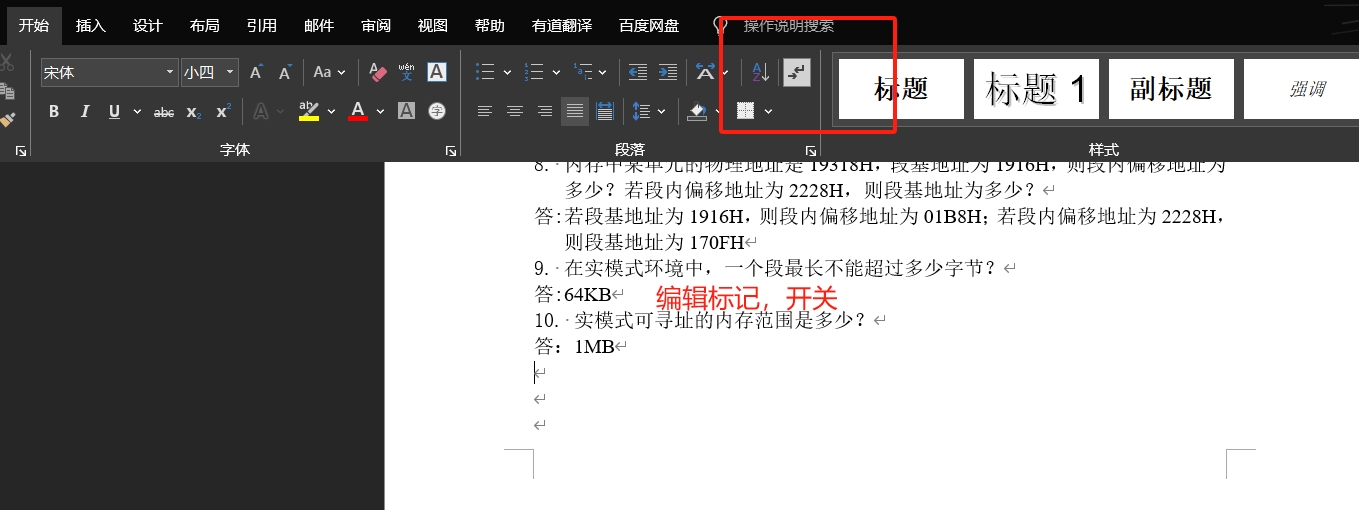 开始 插入 设计 布局 引用 邮件 审阅 视图 帮助 有道翻译 百度网盘 操作说明搜索
宋体 小四 A A Aa wén 文 A
标题 标题 1 副标题 强调
B I U abc x₂ x² A ab A A 字
字体 段落 样式
8. 内存中某单元的物理地址是 19318H,段基地址为 1916H,则段内偏移地址为
多少?若段内偏移地址为 2228H,则段基地址为多少?
答:若段基地址为 1916H,则段内偏移地址为 01B8H;若段内偏移地址为 2228H,
则段基地址为 170FH
9. 在实模式环境中,一个段最长不能超过多少字节?
答:64KB
编辑标记,开关
10. 实模式可寻址的内存范围是多少?
答:1MB